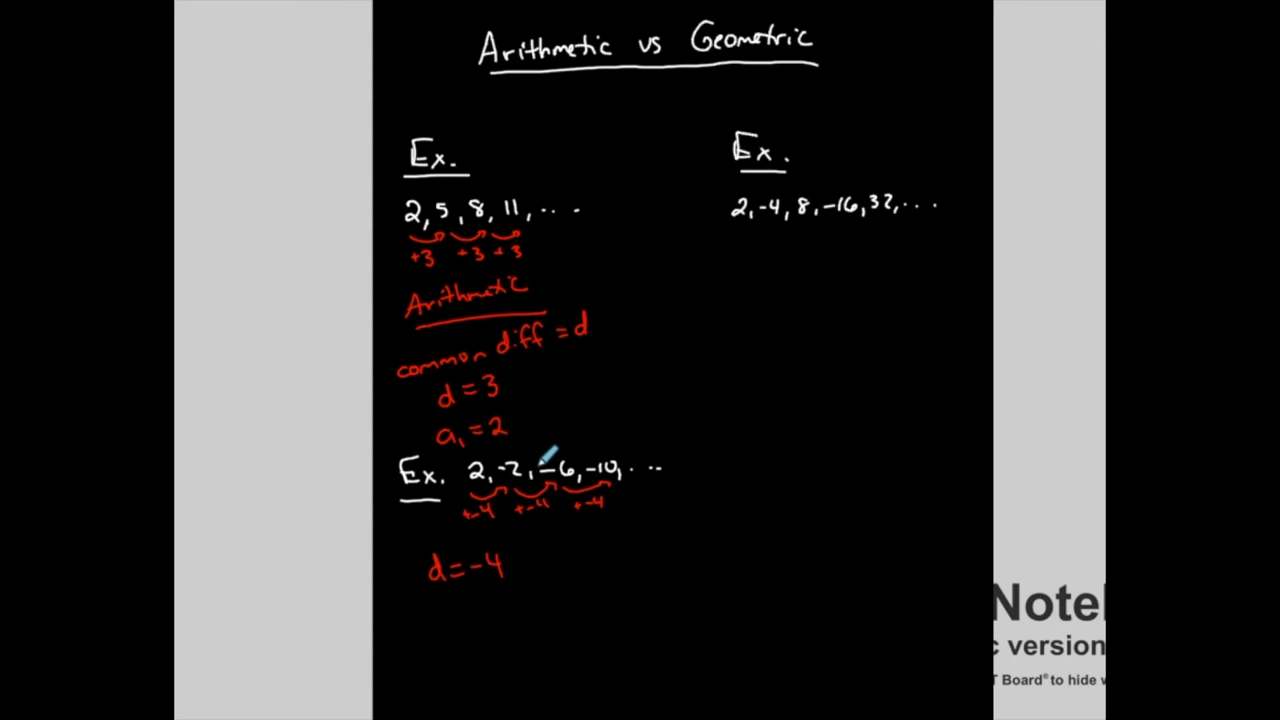 Arithmetic vs Geometric
Ex.
2, 5, 8, 11, ....
+3 +3 +3
Arithmetic
common diff = d
d = 3
a₁ = 2
Ex. 2, -2, -6, -10, ...
+-4 +-4 +-4
d = -4
Ex.
2, -4, 8, -16, 32, ...
Note
c version
T Board® to hide